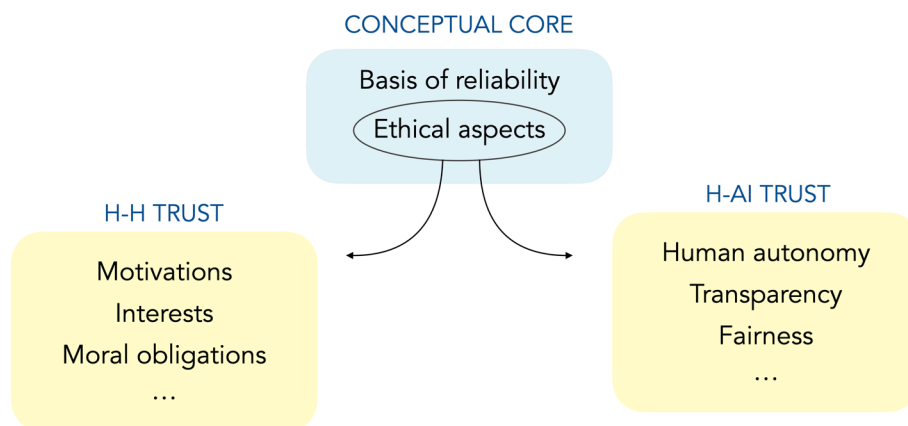 CONCEPTUAL CORE
Basis of reliability
Ethical aspects
H-H TRUST
Motivations
Interests
Moral obligations
...
H-AI TRUST
Human autonomy
Transparency
Fairness
...